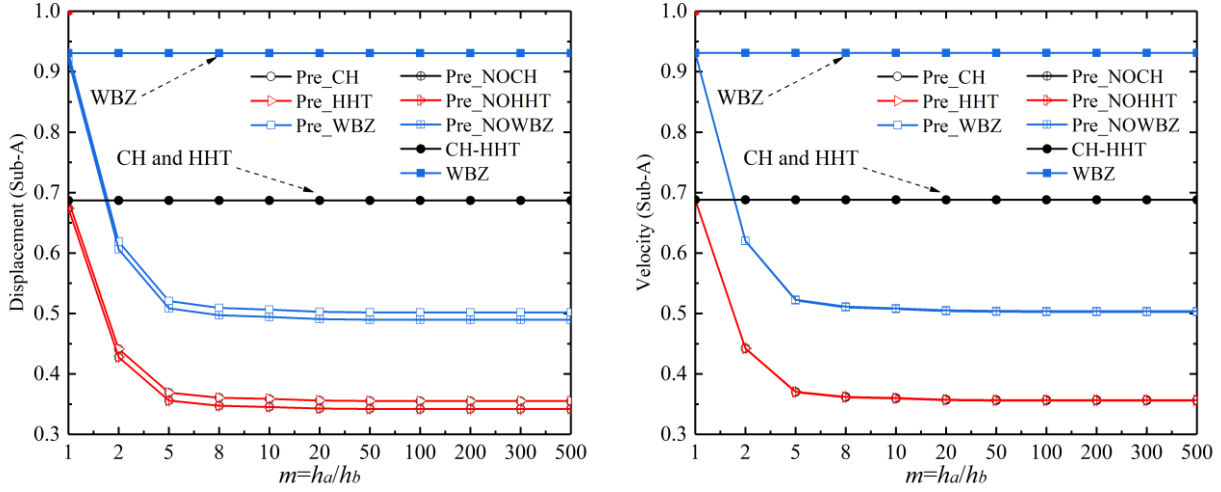 1.0
0.9
0.8
0.7
0.6
0.5
0.4
0.3
Displacement (Sub-A)
WBZ
Pre_CH
Pre_HHT
Pre_WBZ
Pre_NOCH
Pre_NOHHT
Pre_NOWBZ
CH-HHT
WBZ
CH and HHT
1 2 5 8 10 20 50 100 200 300 500
m=ha/hb
1.0
0.9
0.8
0.7
0.6
0.5
0.4
0.3
Velocity (Sub-A)
WBZ
Pre_CH
Pre_HHT
Pre_WBZ
Pre_NOCH
Pre_NOHHT
Pre_NOWBZ
CH-HHT
WBZ
CH and HHT
1 2 5 8 10 20 50 100 200 300 500
m=ha/hb